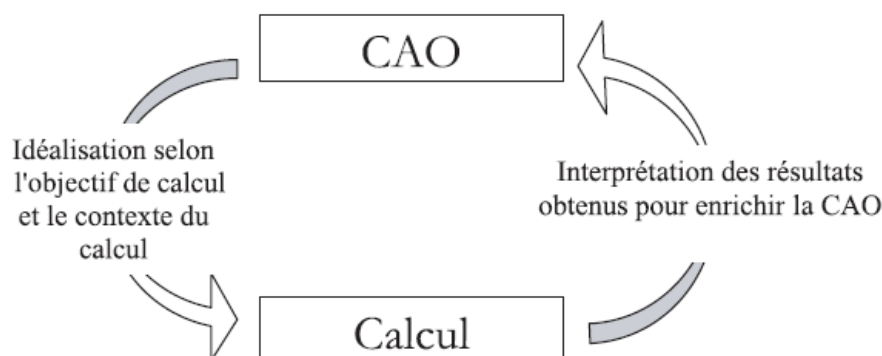 CAO
Idéalisation selon
l'objectif de calcul
et le contexte du
calcul
Interprétation des résultats
obtenus pour enrichir la CAO
Calcul